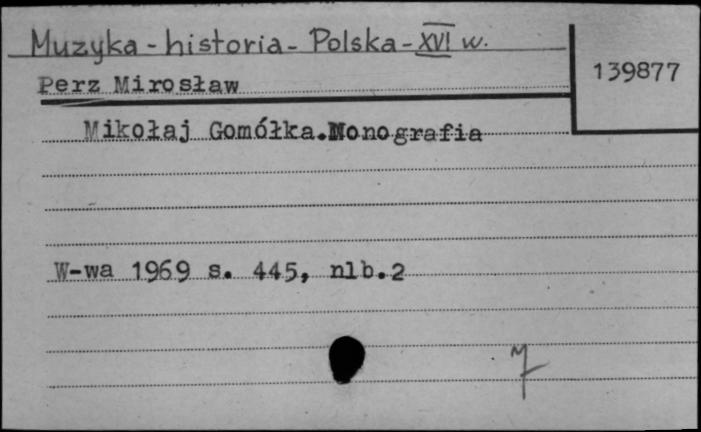 Muzyka - historia - Polska - XVI w.
139877
Perz Mirosław
Mikołaj Gomółka.Monografia
W-wa 1969 s. 445, nlb.2